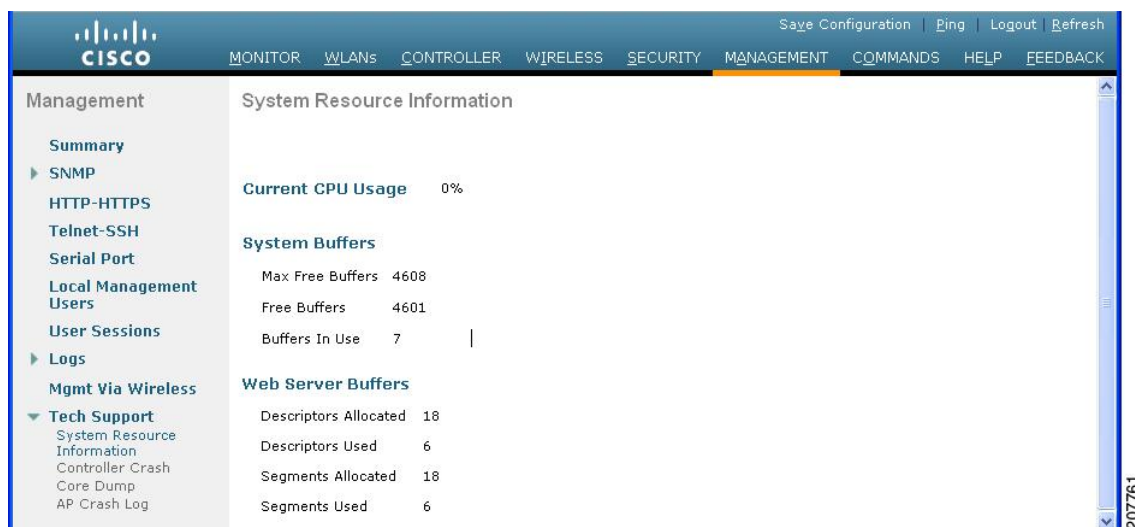 Save Configuration | Ping | Logout | Refresh
CISCO
MONITOR WLANs CONTROLLER WIRELESS SECURITY MANAGEMENT COMMANDS HELP FEEDBACK
Management
Summary
SNMP
HTTP-HTTPS
Telnet-SSH
Serial Port
Local Management
Users
User Sessions
Logs
Mgmt Via Wireless
Tech Support
System Resource
Information
Controller Crash
Core Dump
AP Crash Log
System Resource Information
Current CPU Usage 0%
System Buffers
Max Free Buffers 4608
Free Buffers 4601
Buffers In Use 7
Web Server Buffers
Descriptors Allocated 18
Descriptors Used 6
Segments Allocated 18
Segments Used 6
207761